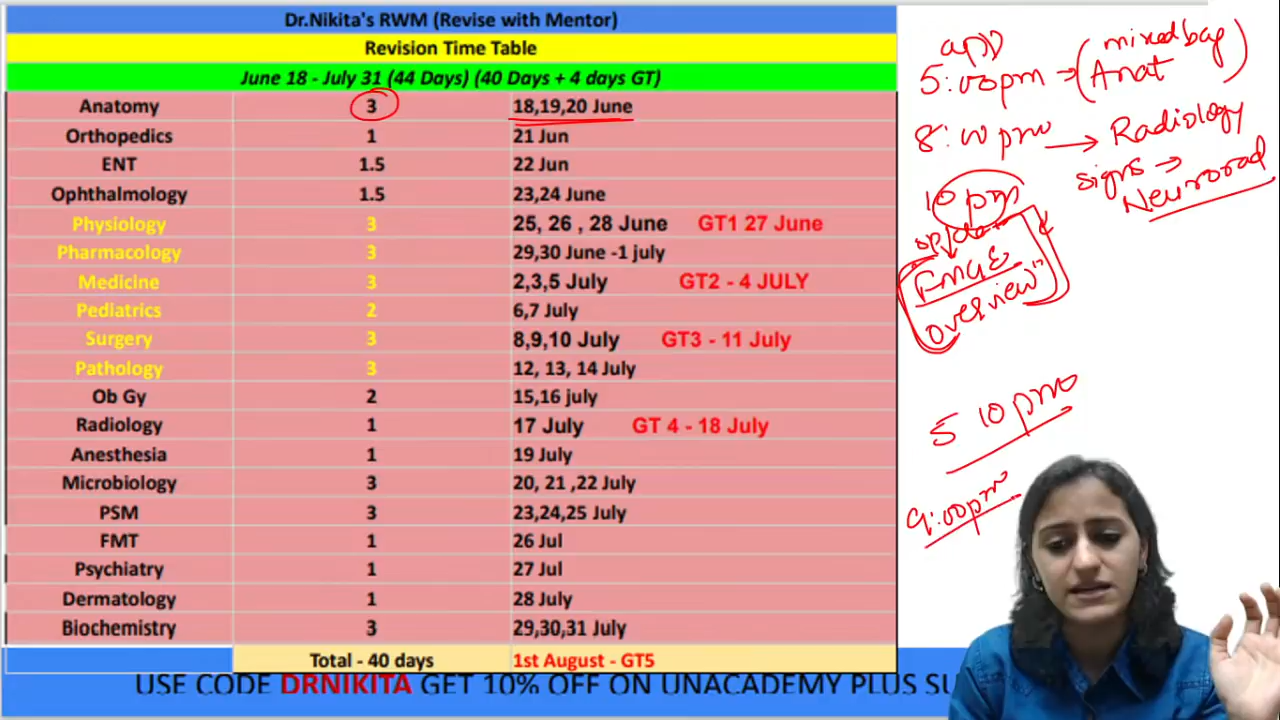 Dr.Nikita's RWM (Revise with Mentor)
Revision Time Table
June 18 - July 31 (44 Days) (40 Days + 4 days GT)
Anatomy 3 18,19,20 June
Orthopedics 1 21 Jun
ENT 1.5 22 Jun
Ophthalmology 1.5 23,24 June
Physiology 3 25, 26 , 28 June GT1 27 June
Pharmacology 3 29,30 June -1 july
Medicine 3 2,3,5 July GT2 - 4 JULY
Pediatrics 2 6,7 July
Surgery 3 8,9,10 July GT3 - 11 July
Pathology 3 12, 13, 14 July
Ob Gy 2 15,16 july
Radiology 1 17 July GT 4 - 18 July
Anesthesia 1 19 July
Microbiology 3 20, 21 ,22 July
PSM 3 23,24,25 July
FMT 1 26 Jul
Psychiatry 1 27 Jul
Dermatology 1 28 July
Biochemistry 3 29,30,31 July
Total - 40 days 1st August - GT5
USE CODE DRNIKITA GET 10% OFF ON UNACADEMY PLUS SU
app
5:00pm → (mixed bag
Anat)
8:00 pm → Radiology
signs →
Neurorad
10 pm
FMGE
overview"
5 10 pm
9:00pm